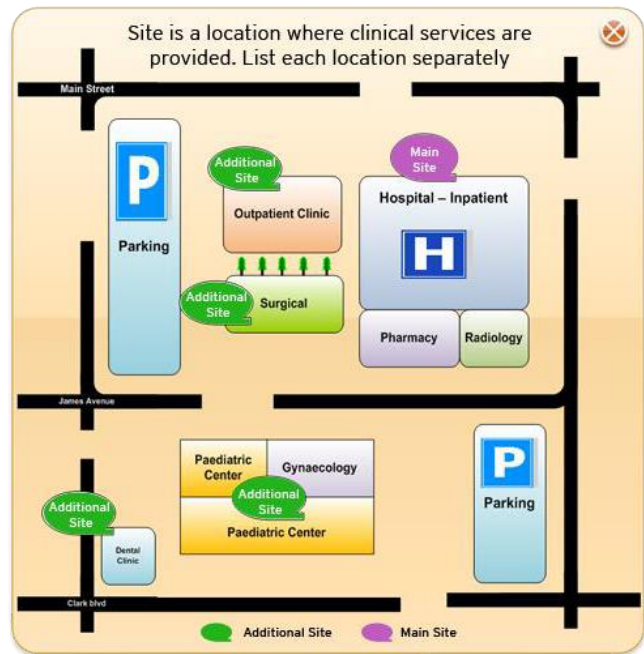 Site is a location where clinical services are
provided. List each location separately
Main Street
P
Parking
Additional
Site
Outpatient Clinic
Main
Site
Hospital – Inpatient
H
Additional
Site
Surgical
Pharmacy
Radiology
James Avenue
Paediatric
Center
Gynaecology
Additional
Site
Paediatric Center
P
Parking
Additional
Site
Dental
Clinic
Clark blvd
Additional Site
Main Site